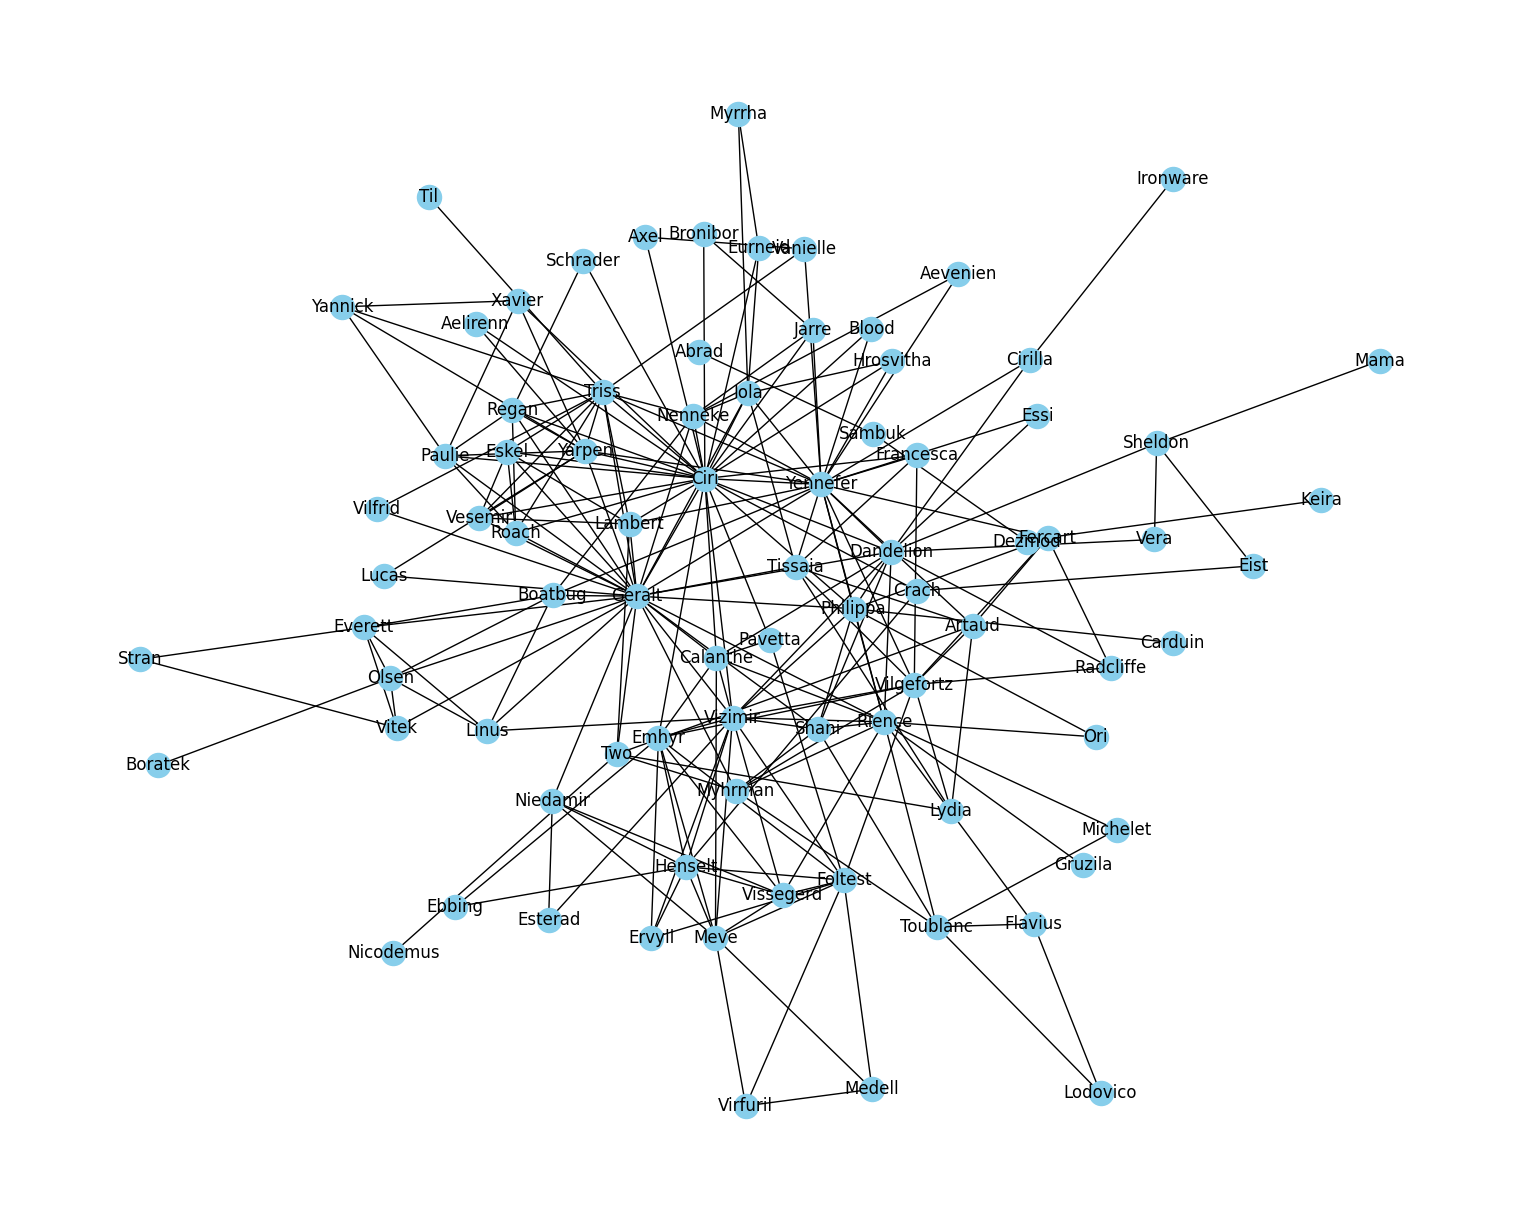 Myrrha
Ironware
Til
Axel
Bronibor
Eurneid
Vanielle
Schrader
Aevenien
Xavier
Yannick
Aelirenn
Jarre
Blood
Abrad
Hrosvitha
Cirilla
Mama
Triss
Iola
Regan
Nenneke
Essi
Sambuk
Sheldon
Paulie
Eskel
Yarpen
Francesca
Ciri
Yennefer
Keira
Vilfrid
Vesemir
Roach
Lambert
Dezmod
Fercart
Vera
Dandelion
Tissaia
Eist
Lucas
Boatbug
Geralt
Crach
Philippa
Everett
Artaud
Pavetta
Carduin
Stran
Calanthe
Radcliffe
Olsen
Vilgefortz
Vitek
Linus
Vizimir
Shani
Rience
Ori
Emhyr
Two
Boratek
Myhrman
Niedamir
Lydia
Michelet
Gruzila
Henselt
Foltest
Vissegerd
Ebbing
Esterad
Ervyll
Meve
Toublanc
Flavius
Nicodemus
Medell
Lodovico
Virfuril